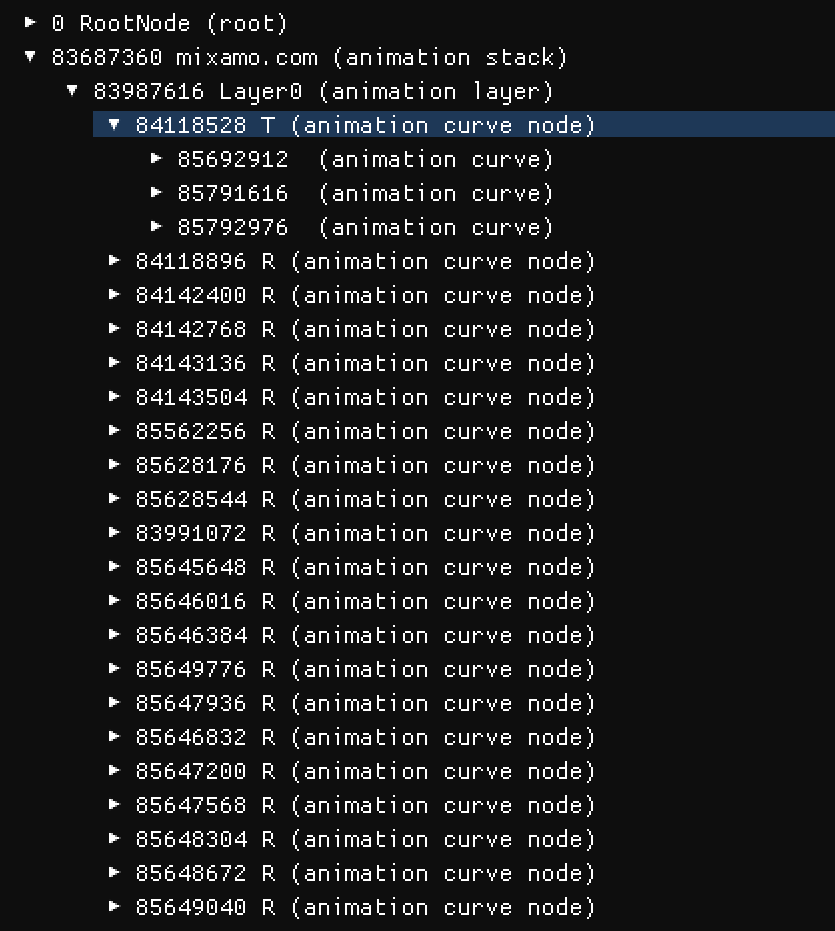 0 RootNode (root)
83687360 mixamo.com (animation stack)
83987616 Layer0 (animation layer)
84118528 T (animation curve node)
85692912  (animation curve)
85791616  (animation curve)
85792976  (animation curve)
84118896 R (animation curve node)
84142400 R (animation curve node)
84142768 R (animation curve node)
84143136 R (animation curve node)
84143504 R (animation curve node)
85562256 R (animation curve node)
85628176 R (animation curve node)
85628544 R (animation curve node)
83991072 R (animation curve node)
85645648 R (animation curve node)
85646016 R (animation curve node)
85646384 R (animation curve node)
85649776 R (animation curve node)
85647936 R (animation curve node)
85646832 R (animation curve node)
85647200 R (animation curve node)
85647568 R (animation curve node)
85648304 R (animation curve node)
85648672 R (animation curve node)
85649040 R (animation curve node)